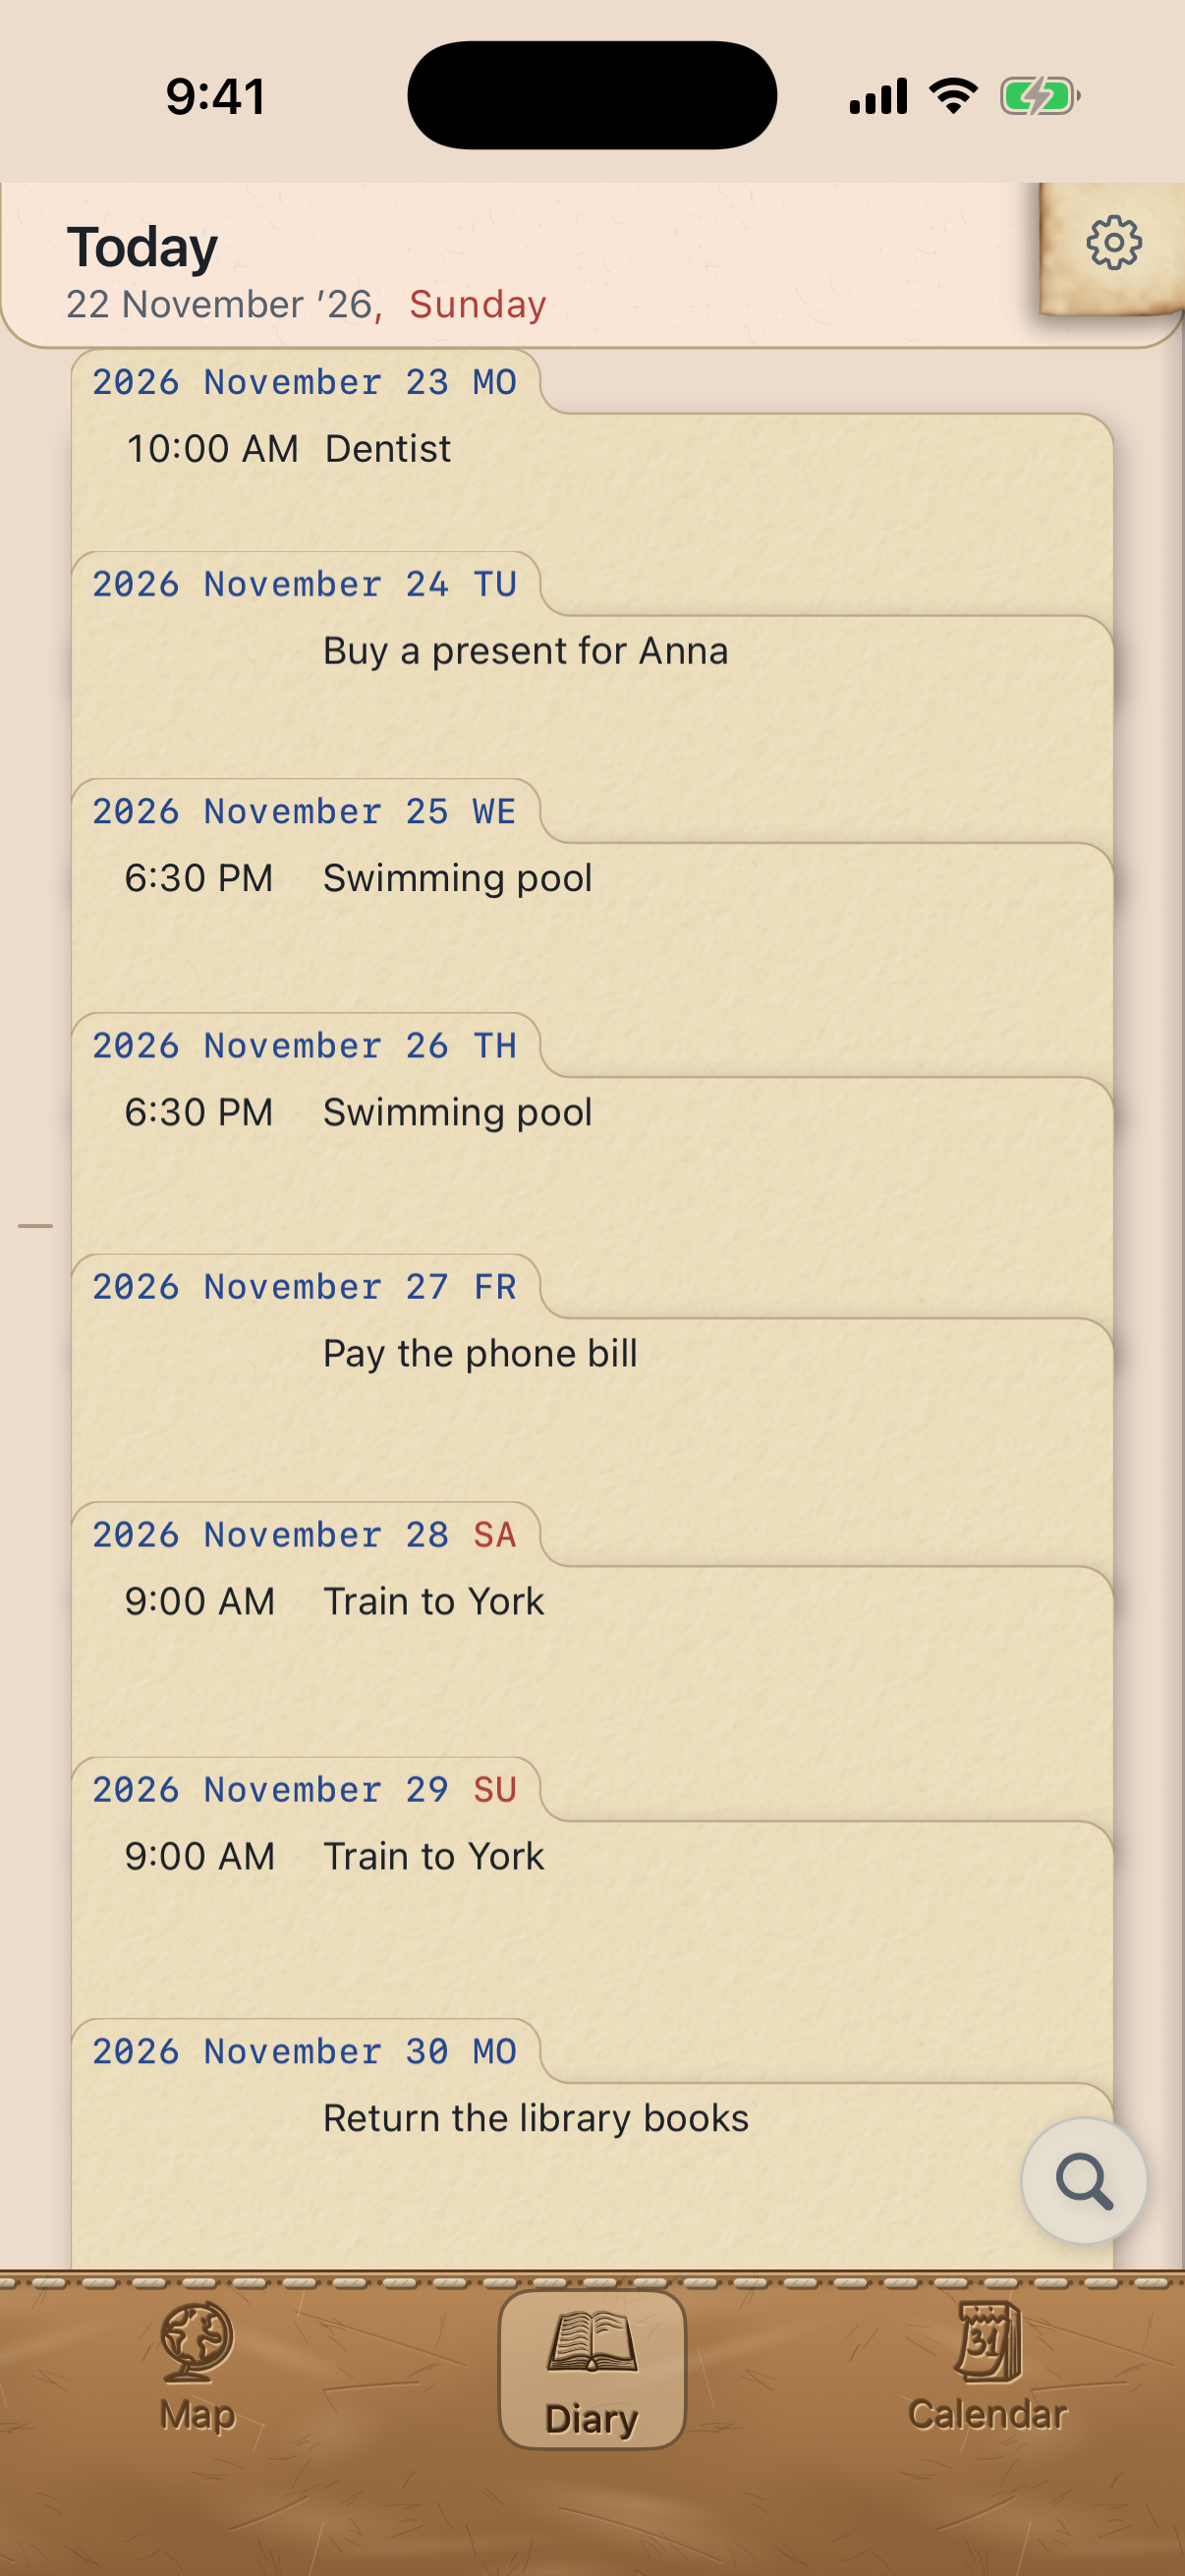 9:41
Today
22 November ’26, Sunday
2026 November 23 MO
10:00 AM Dentist
2026 November 24 TU
Buy a present for Anna
2026 November 25 WE
6:30 PM Swimming pool
2026 November 26 TH
6:30 PM Swimming pool
2026 November 27 FR
Pay the phone bill
2026 November 28 SA
9:00 AM Train to York
2026 November 29 SU
9:00 AM Train to York
2026 November 30 MO
Return the library books
31
Map Diary Calendar